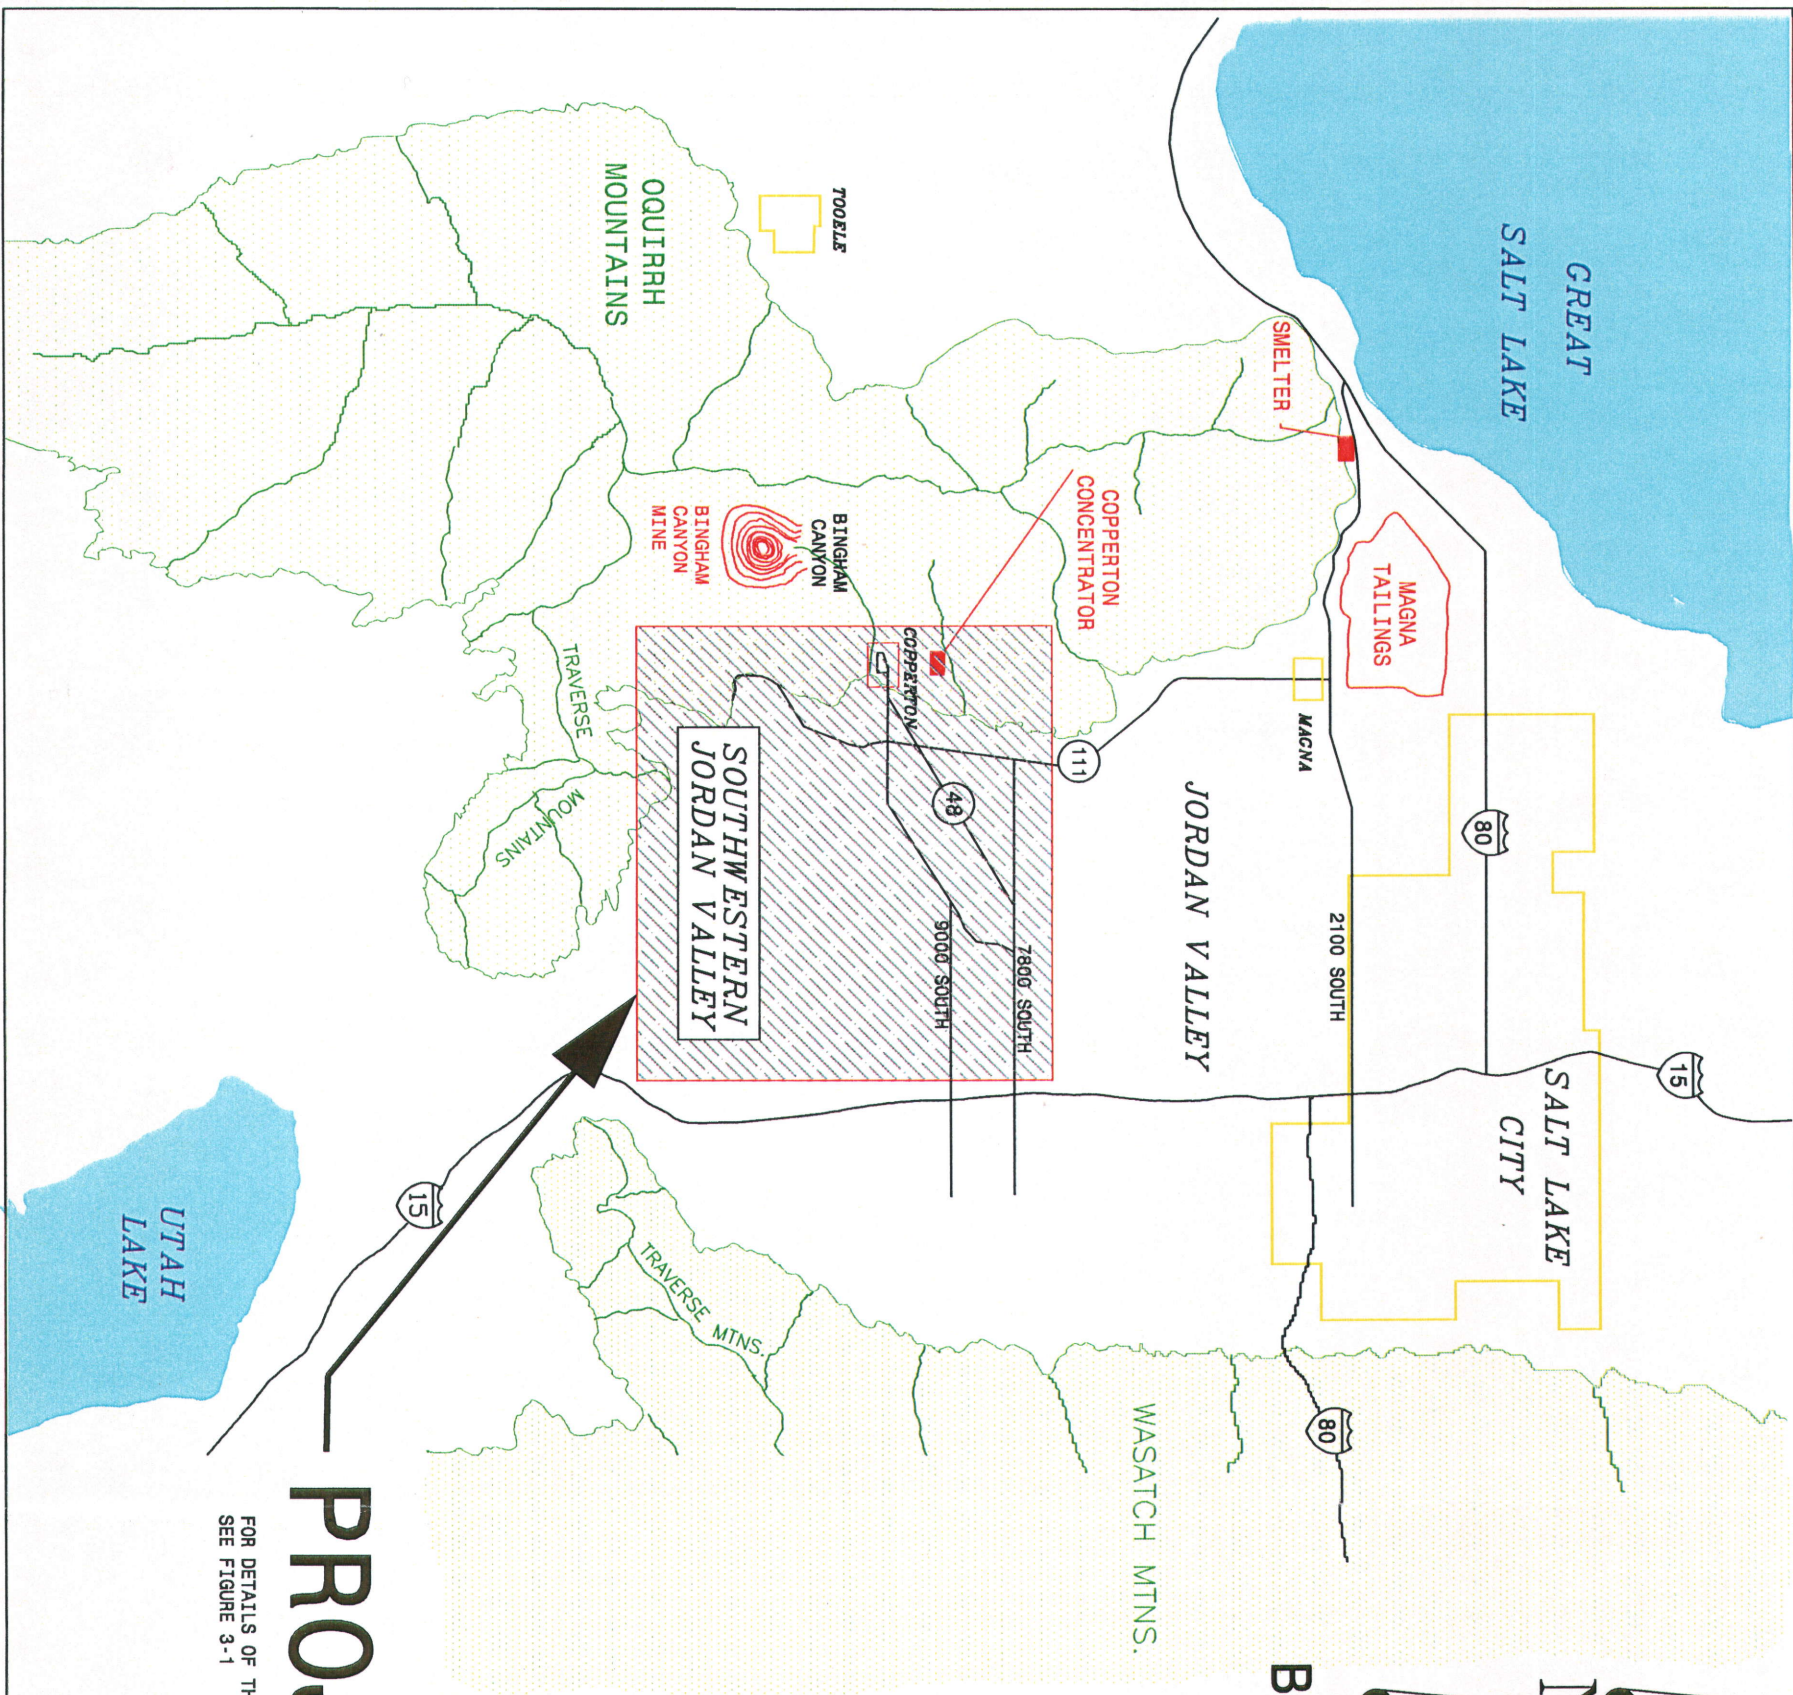 GREAT
SALT LAKE
TOOELE
OQUIRRH
MOUNTAINS
SMELTER
COPPERTON
CONCENTRATOR
MAGNA
TAILINGS
BINGHAM
CANYON
BINGHAM
CANYON
MINE
COPPERTON
MAGNA
TRAVERSE
MOUNTAINS
111
48
80
JORDAN VALLEY
SOUTHWESTERN
JORDAN VALLEY
2100 SOUTH
7800 SOUTH
9000 SOUTH
15
SALT LAKE
CITY
15
UTAH
LAKE
TRAVERSE MTNS.
80
WASATCH MTNS.
FOR DETAILS OF
SEE FIGURE 3-1